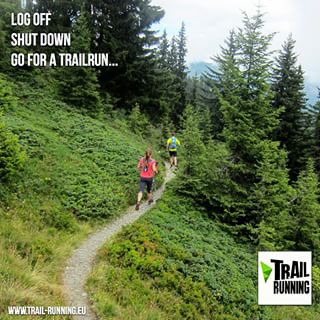 LOG OFF
SHUT DOWN
GO FOR A TRAILRUN...
TRAIL
RUNNING
WWW.TRAIL-RUNNING.EU